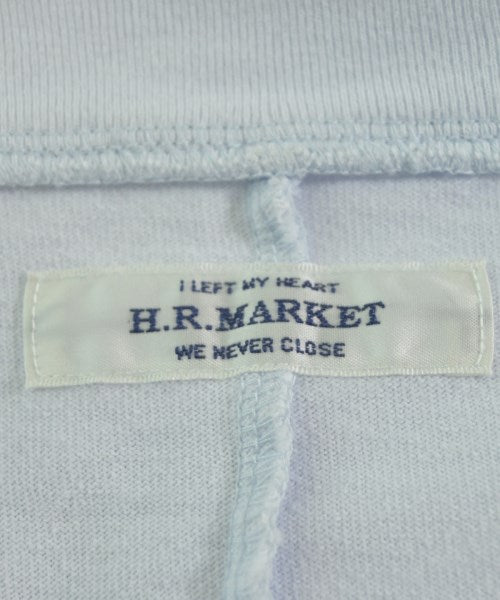 I LEFT MY HEART
H.R.MARKET
WE NEVER CLOSE